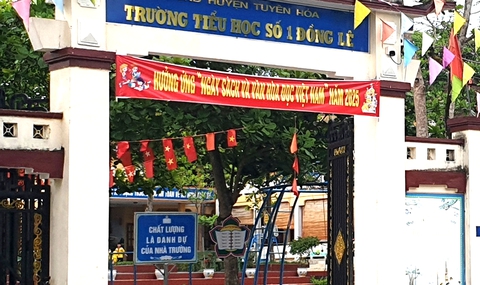 HUYỆN TUYÊN HÓA
TRƯỜNG TIỂU HỌC SỐ 1 ĐỒNG LÊ
HƯỞNG ỨNG "NGÀY SÁCH VÀ VĂN HÓA ĐỌC VIỆT NAM" NĂM 2025
CHẤT LƯỢNG
LÀ DANH DỰ
CỦA NHÀ TRƯỜNG